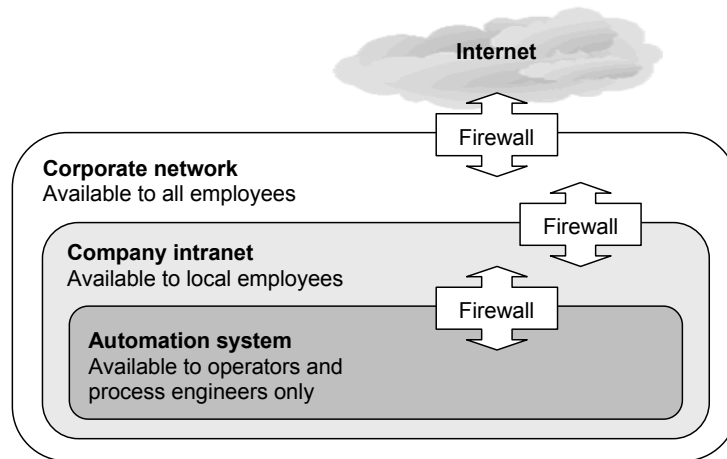 Internet
Firewall
Corporate network
Available to all employees
Firewall
Company intranet
Available to local employees
Firewall
Automation system
Available to operators and
process engineers only